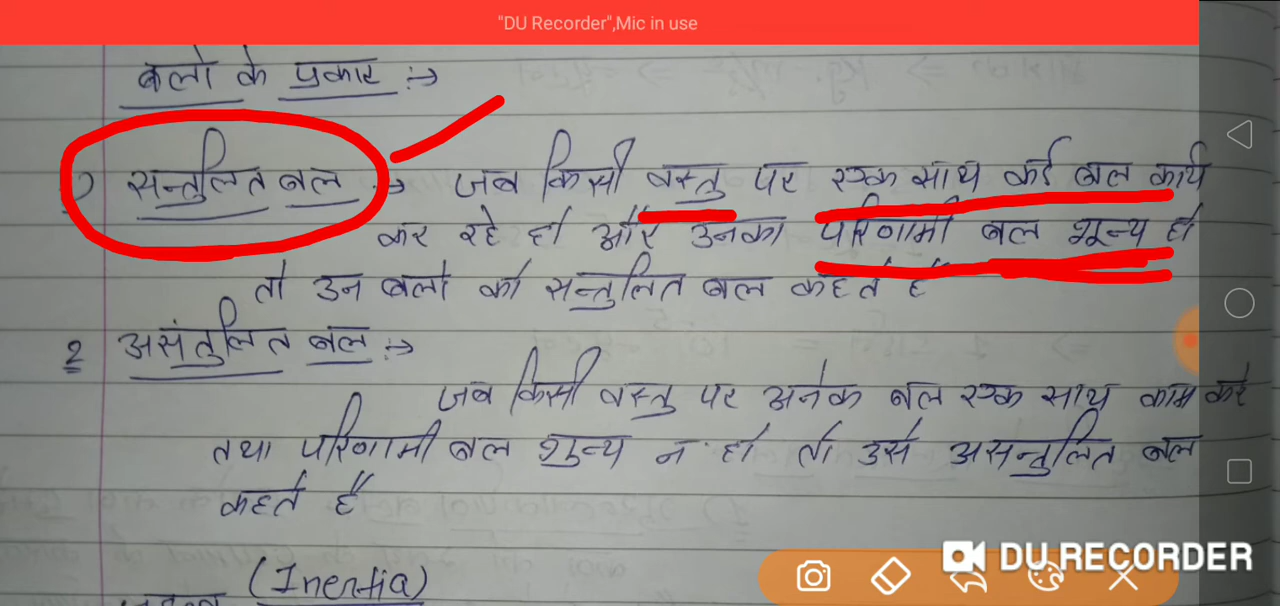 "DU Recorder",Mic in use
बलो के प्रकार :→
1) सन्तुलित बल :→ जब किसी वस्तु पर एक साथ कई बल कार्य
कर रहे हो और उनका परिणामी बल शून्य हो
तो उन बलो को सन्तुलित बल कहते है
2 असंतुलित बल :→
जब किसी वस्तु पर अनेक बल एक साथ काम करे
तथा परिणामी बल शुन्य न हो तो उसे असन्तुलित बल
कहते है
(Inertia)
DU RECORDER